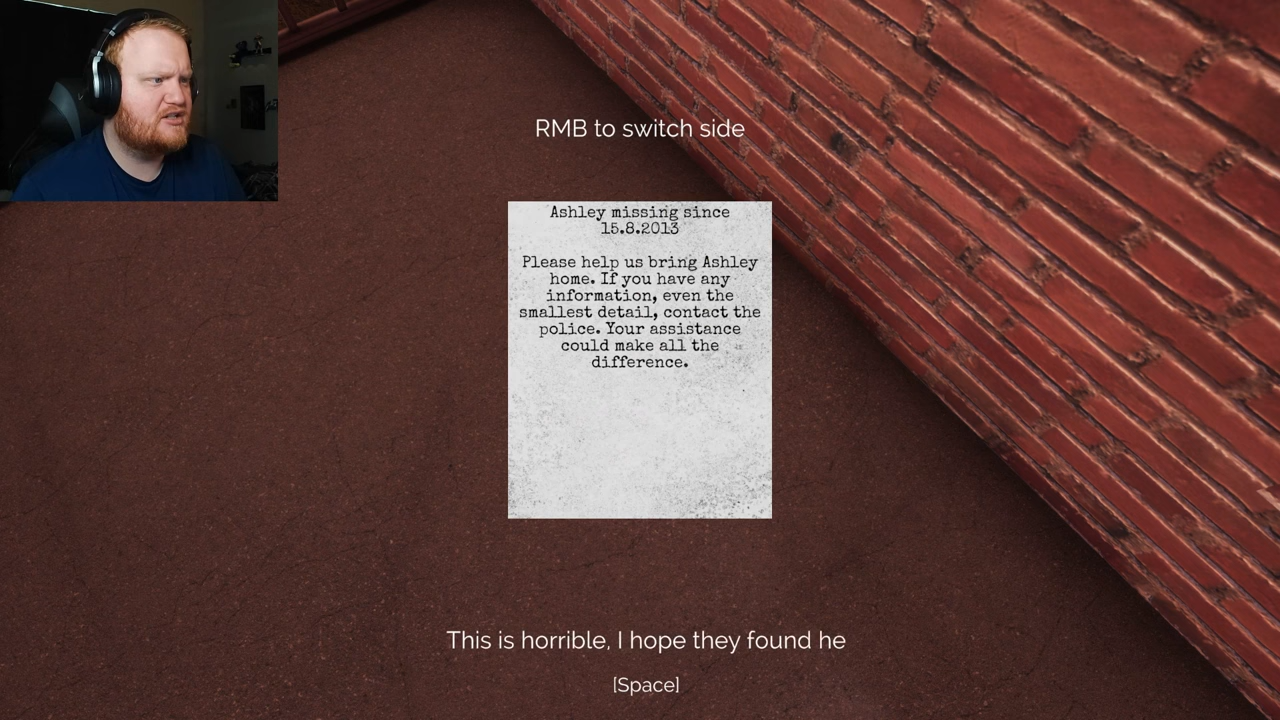 RMB to switch side
Ashley missing since
15.8.2013
Please help us bring Ashley
home. If you have any
information, even the
smallest detail, contact the
police. Your assistance
could make all the
difference.
This is horrible, I hope they found he
[Space]